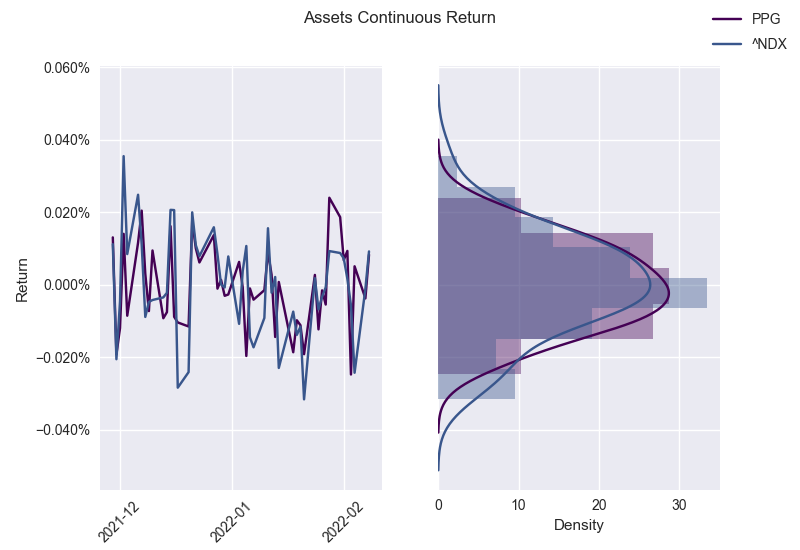 Assets Continuous Return
PPG
^NDX
0.060%
0.040%
0.020%
0.000%
−0.020%
−0.040%
Return
2021-12
2022-01
2022-02
0
10
20
30
Density